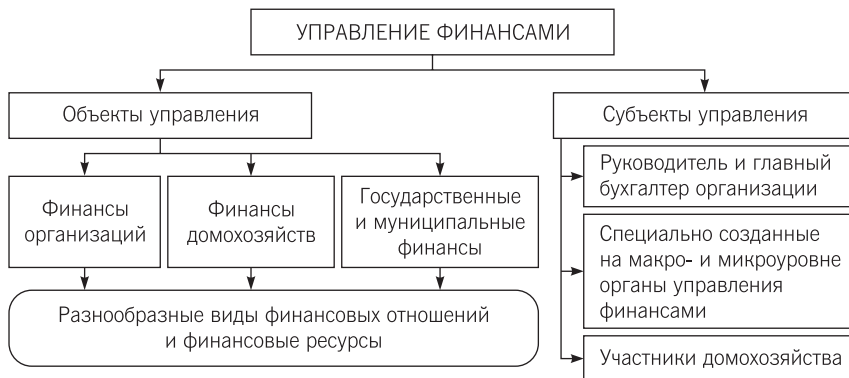 УПРАВЛЕНИЕ ФИНАНСАМИ
Объекты управления
Субъекты управления
Финансы
организаций
Финансы
домохозяйств
Государственные
и муниципальные
финансы
Разнообразные виды финансовых отношений
и финансовые ресурсы
Руководитель и главный
бухгалтер организации
Специально созданные
на макро- и микроуровне
органы управления
финансами
Участники домохозяйства